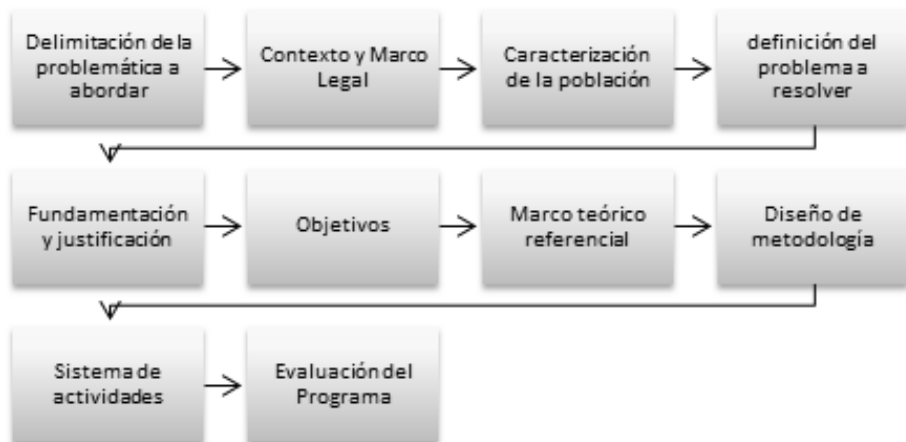 Delimitación de la
problemática a
abordar
Contexto y Marco
Legal
Caracterización
de la población
definición del
problema a
resolver
Fundamentación
y justificación
Objetivos
Marco teórico
referencial
Diseño de
metodología
Sistema de
actividades
Evaluación del
Programa